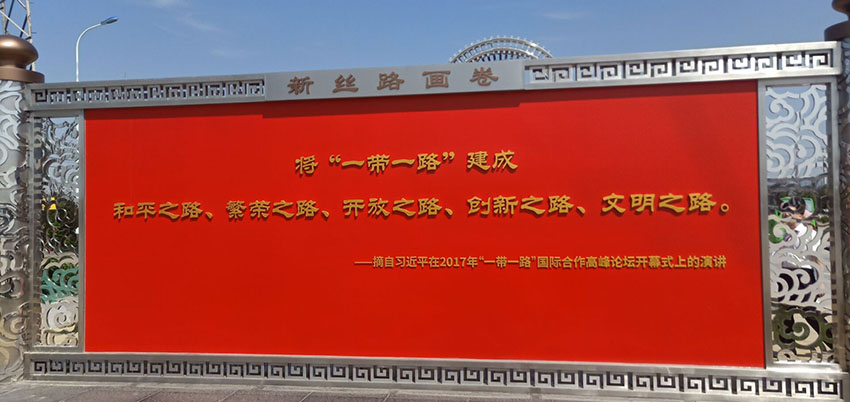 新丝路画卷
将“一带一路”建成
和平之路、繁荣之路、开放之路、创新之路、文明之路。
——摘自习近平在2017年“一带一路”国际合作高峰论坛开幕式上的演讲